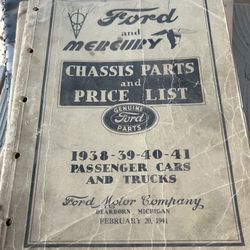 Ford
and
MERCURY
CHASSIS PARTS
and
PRICE LIST
GENUINE
Ford
PARTS
1938-39-40-41
PASSENGER CARS
AND TRUCKS
Ford Motor Company
DEARBORN, MICHIGAN
FEBRUARY 20, 1941